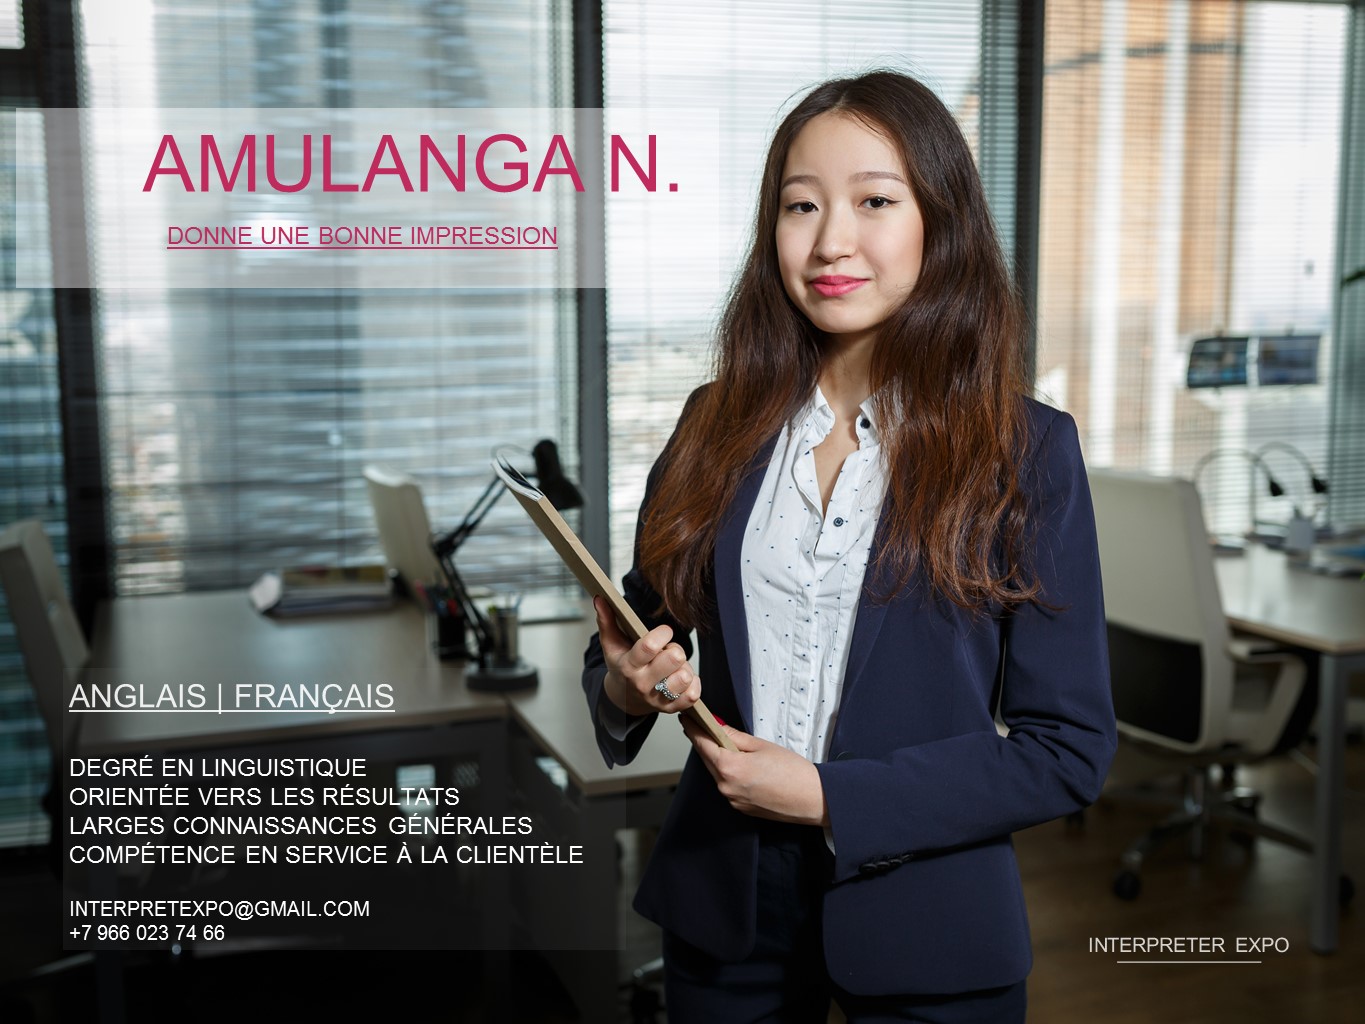 AMULANGA N.
DONNE UNE BONNE IMPRESSION
ANGLAIS | FRANÇAIS
DEGRÉ EN LINGUISTIQUE
ORIENTÉE VERS LES RÉSULTATS
LARGES CONNAISSANCES GÉNÉRALES
COMPÉTENCE EN SERVICE À LA CLIENTÈLE
INTERPRETEXPO@GMAIL.COM
+7 966 023 74 66
INTERPRETER EXPO